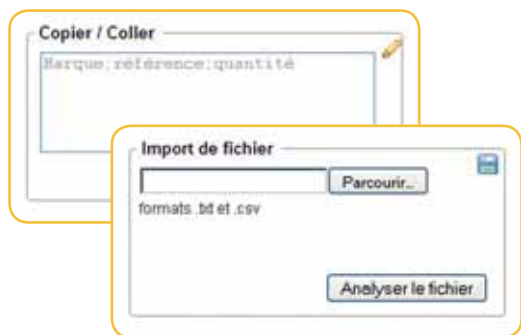 Copier / Coller
Marque;référence;quantité
Import de fichier
Parcourir...
formats .txt et .csv
Analyser le fichier